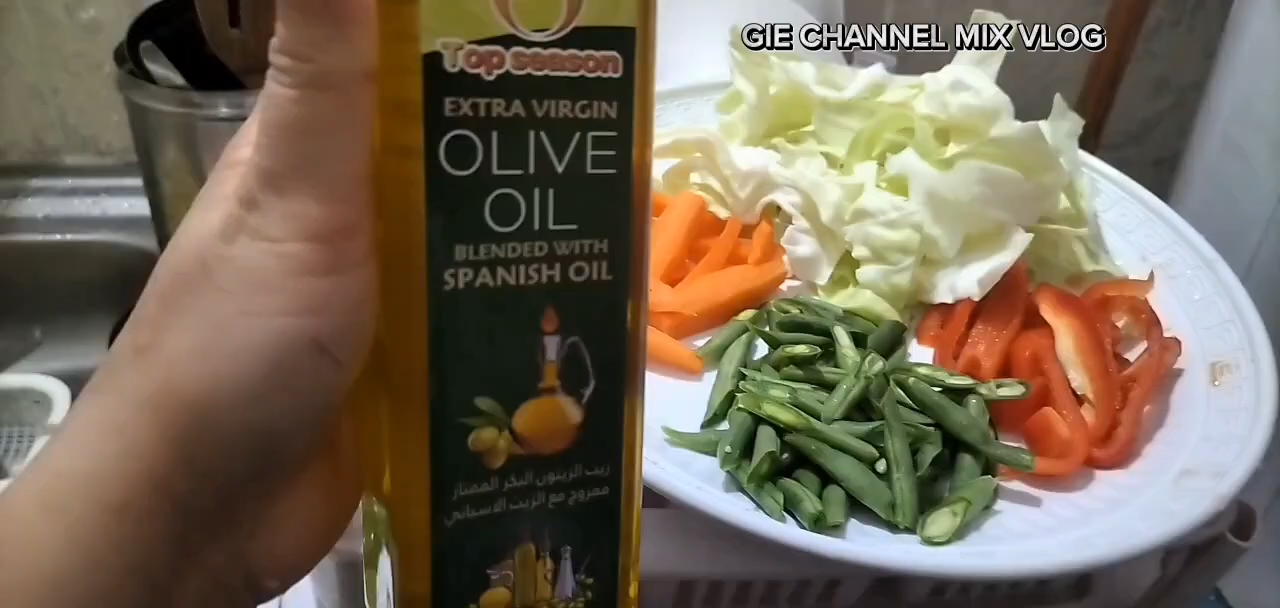 GIE CHANNEL MIX VLOG
Top season
EXTRA VIRGIN
OLIVE
OIL
BLENDED WITH
SPANISH OIL
زيت الزيتون البكر الممتاز
ممزوج مع الزيت الاسباني